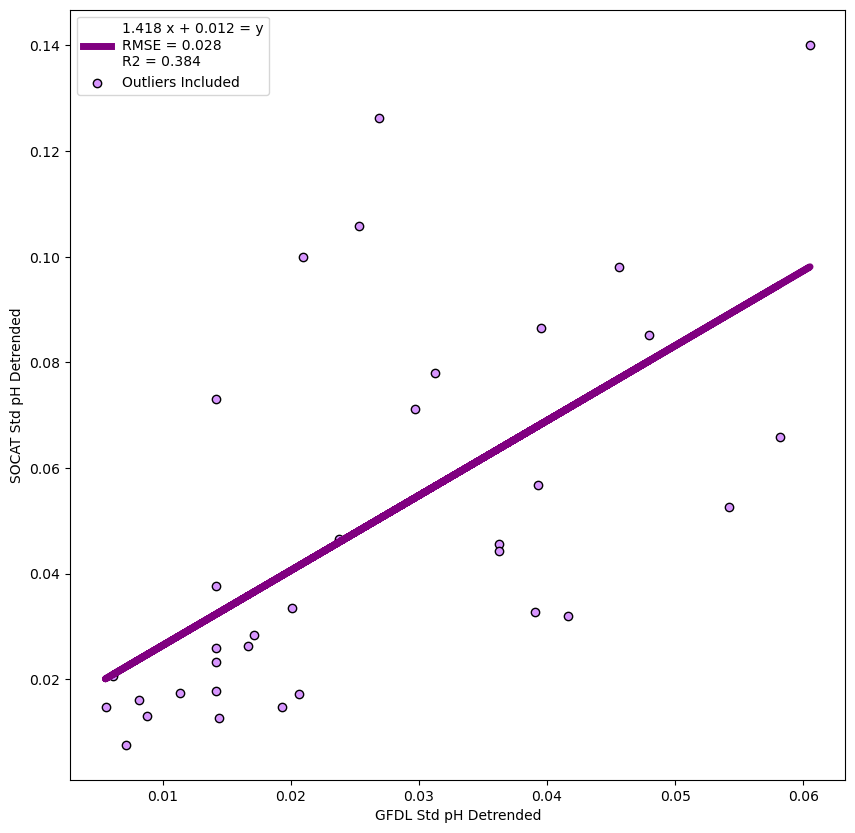 1.418 x + 0.012 = y
RMSE = 0.028
R2 = 0.384
Outliers Included
0.14
0.12
0.10
0.08
0.06
0.04
0.02
SOCAT Std pH Detrended
0.01 0.02 0.03 0.04 0.05 0.06
GFDL Std pH Detrended